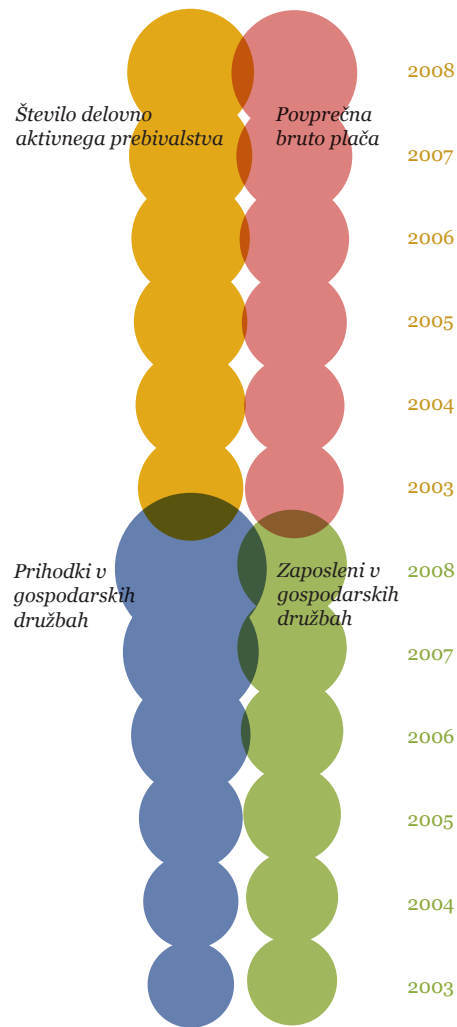 2008
Število delovno
aktivnega prebivalstva
Povprečna
bruto plača
2007
2006
2005
2004
2003
Prihodki v
gospodarskih
družbah
Zaposleni v
gospodarskih
družbah
2008
2007
2006
2005
2004
2003